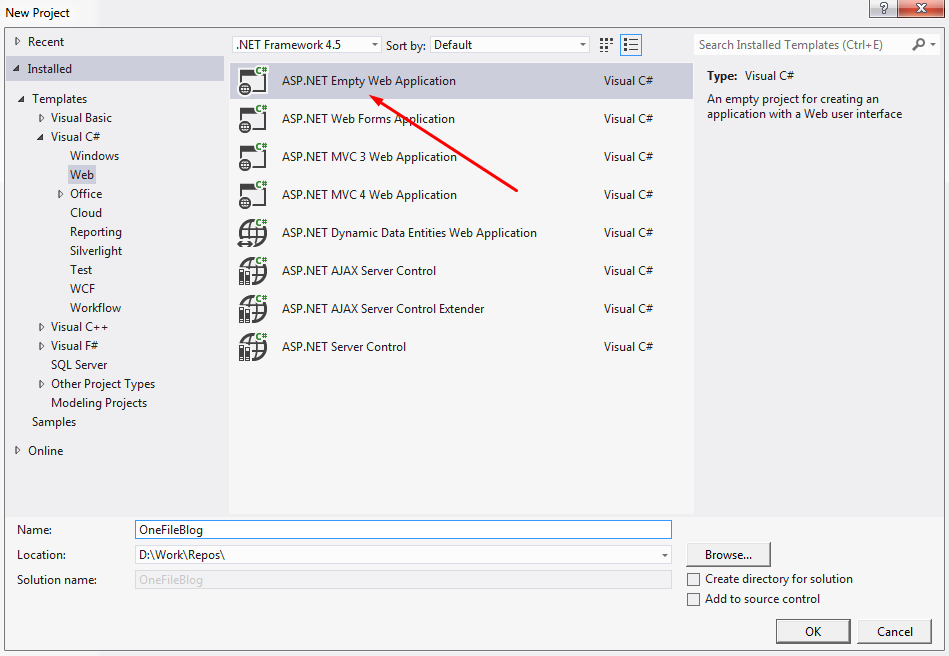 New Project
?
Recent
Installed
Templates
Visual Basic
Visual C#
Windows
Web
Office
Cloud
Reporting
Silverlight
Test
WCF
Workflow
Visual C++
Visual F#
SQL Server
Other Project Types
Modeling Projects
Samples
Online
.NET Framework 4.5 Sort by: Default
C# ASP.NET Empty Web Application Visual C#
C# ASP.NET Web Forms Application Visual C#
C# ASP.NET MVC 3 Web Application Visual C#
C# ASP.NET MVC 4 Web Application Visual C#
C# ASP.NET Dynamic Data Entities Web Application Visual C#
C# ASP.NET AJAX Server Control Visual C#
C# ASP.NET AJAX Server Control Extender Visual C#
C# ASP.NET Server Control Visual C#
Search Installed Templates (Ctrl+E)
Type: Visual C#
An empty project for creating an
application with a Web user interface
Name: OneFileBlog
Location: D:\Work\Repos\
Solution name: OneFileBlog
Browse...
Create directory for solution
Add to source control
OK Cancel